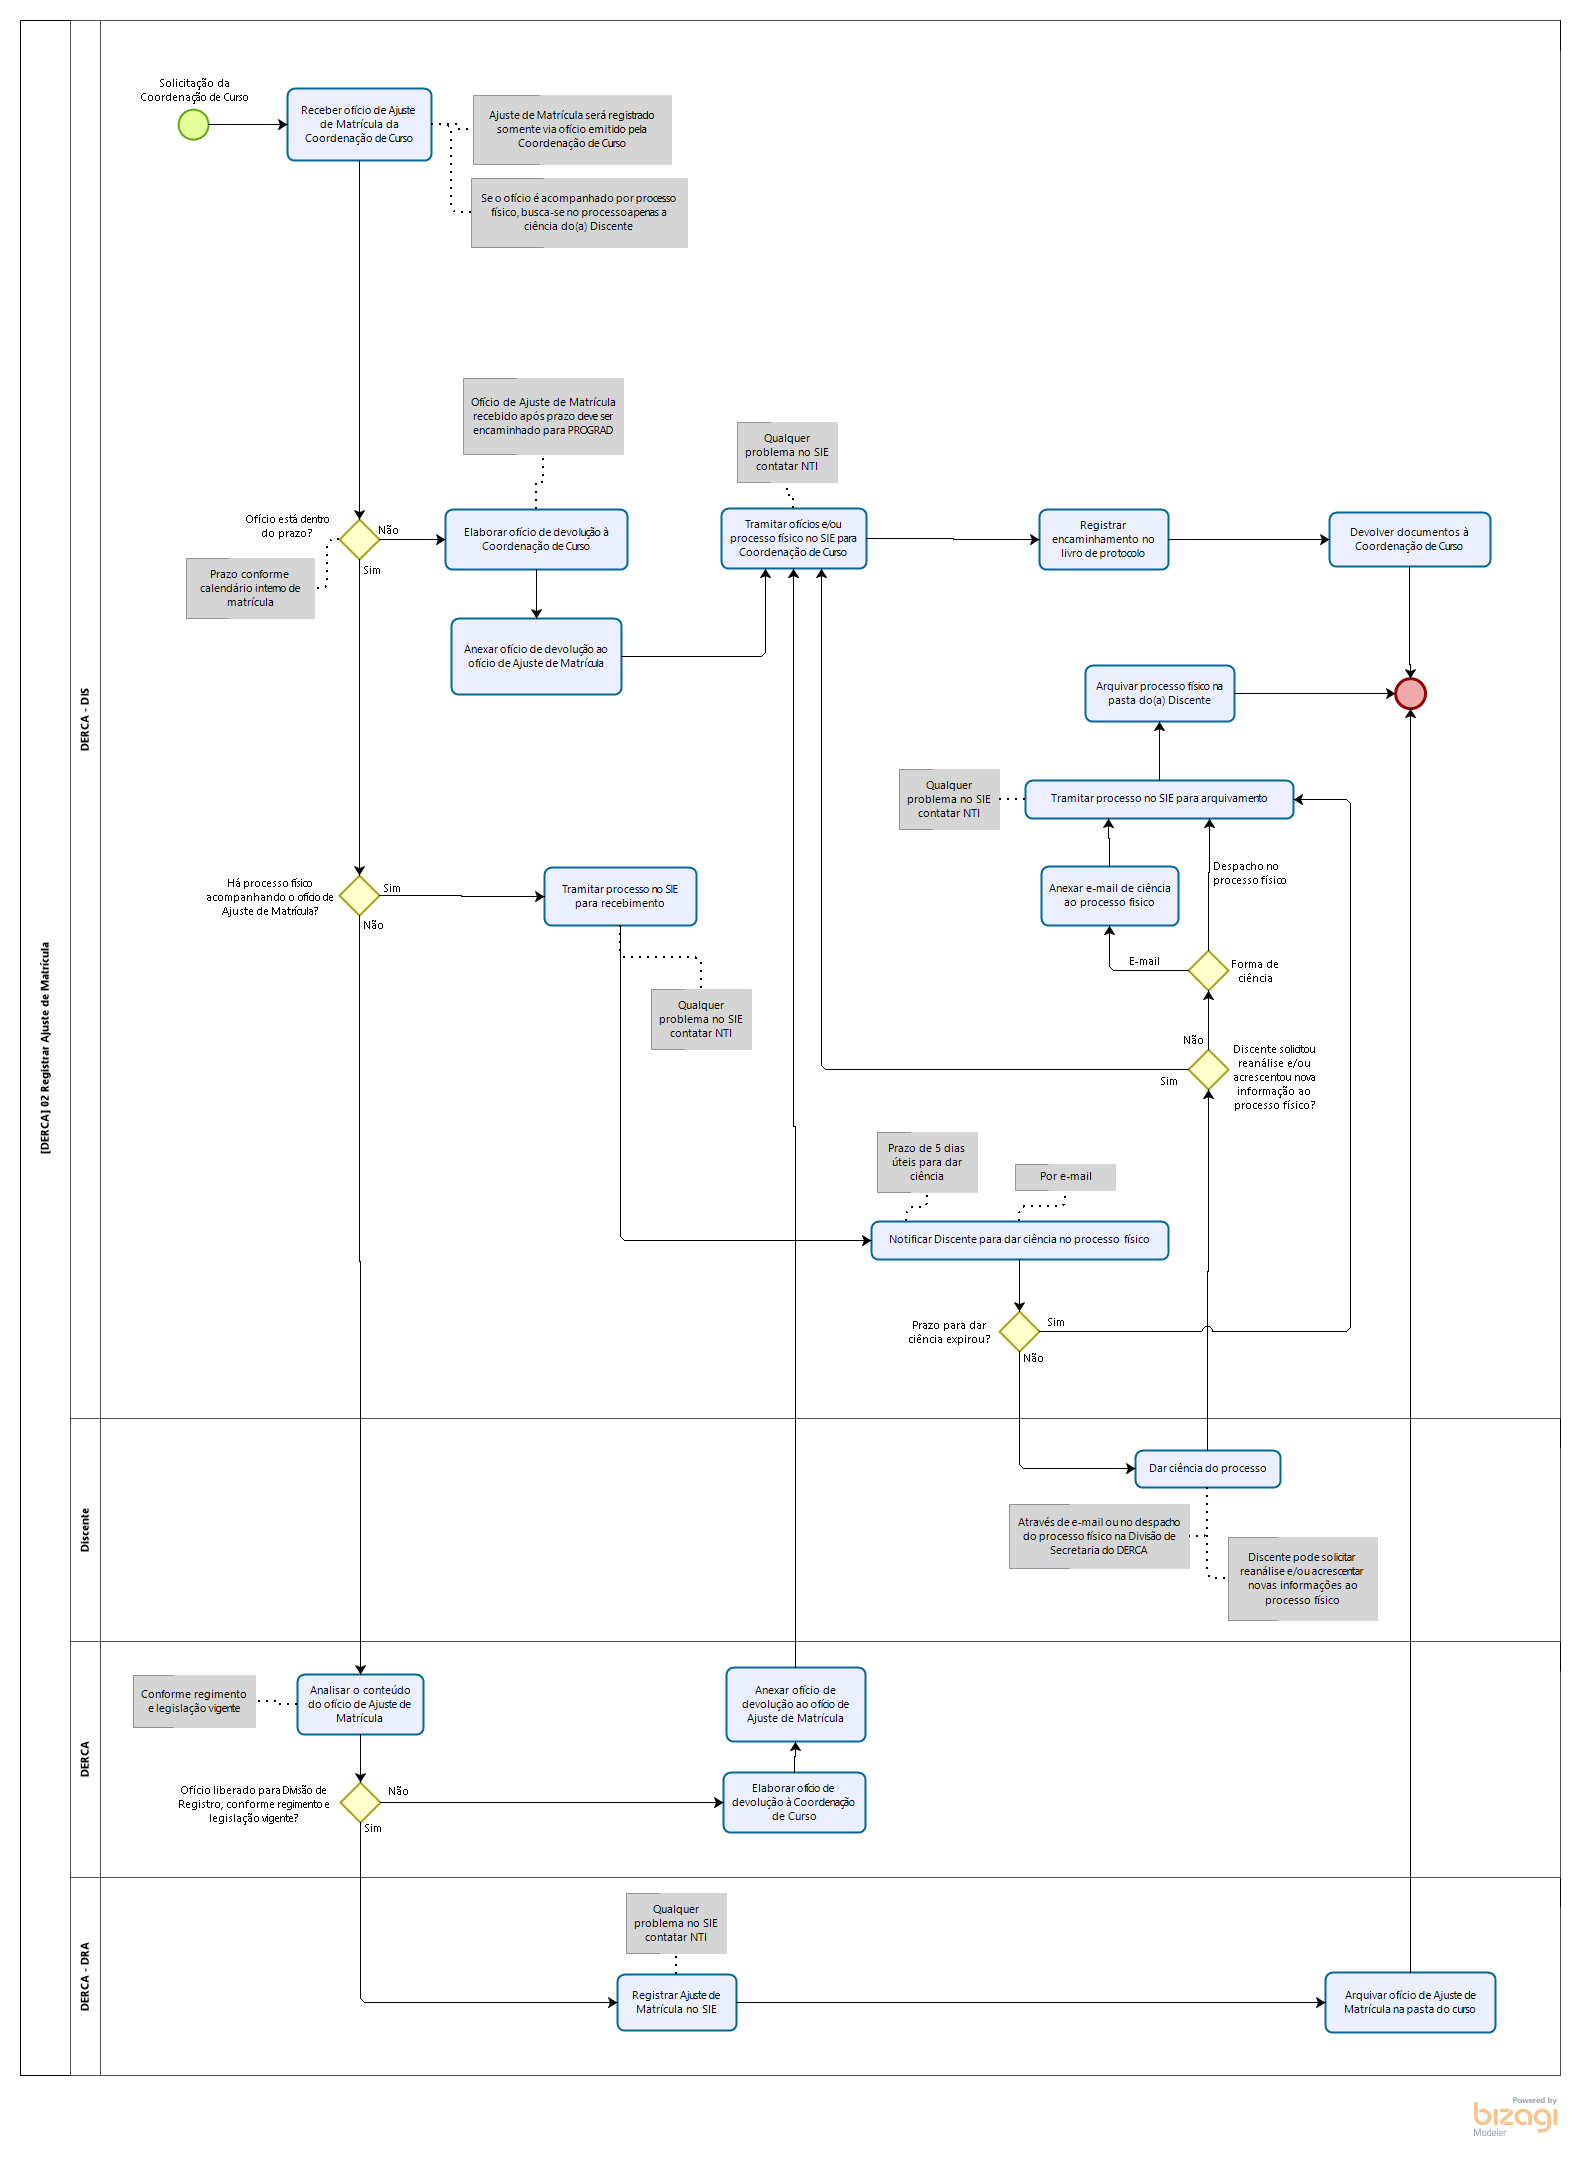 [DERCA] 02 Registrar Ajuste de Matrícula
DERCA - DIS
Solicitação da
Coordenação de Curso
Receber ofício de Ajuste
de Matrícula da
Coordenação de Curso
Ajuste de Matrícula será registrado
somente via ofício emitido pela
Coordenação de Curso
Se o ofício é acompanhado por processo
físico, busca-se no processo apenas a
ciência do(a) Discente
Ofício de Ajuste de Matrícula
recebido após prazo deve ser
encaminhado para PROGRAD
Qualquer
problema no SIE
contatar NTI
Ofício está dentro
do prazo?
Não
Sim
Prazo conforme
calendário interno de
matrícula
Elaborar ofício de devolução à
Coordenação de Curso
Tramitar ofícios e/ou
processo físico no SIE para
Coordenação de Curso
Registrar
encaminhamento no
livro de protocolo
Devolver documentos à
Coordenação de Curso
Anexar ofício de devolução ao
ofício de Ajuste de Matrícula
Arquivar processo físico na
pasta do(a) Discente
Qualquer
problema no SIE
contatar NTI
Tramitar processo no SIE para arquivamento
Há processo físico
acompanhando o ofício de
Ajuste de Matrícula?
Sim
Não
Tramitar processo no SIE
para recebimento
Anexar e-mail de ciência
ao processo fisico
Despacho no
processo físico
E-mail
Forma de
ciência
Qualquer
problema no SIE
contatar NTI
Não
Sim
Discente solicitou
reanálise e/ou
acrescentou nova
informação ao
processo físico?
Prazo de 5 dias
úteis para dar
ciência
Por e-mail
Notificar Discente para dar ciência no processo físico
Prazo para dar
ciência expirou?
Sim
Não
Discente
Dar ciência do processo
Através de e-mail ou no despacho
do processo físico na Divisão de
Secretaria do DERCA
Discente pode solicitar
reanálise e/ou acrescentar
novas informações ao
processo físico
DERCA
Conforme regimento
e legislação vigente
Analisar o conteúdo
do ofício de Ajuste de
Matrícula
Anexar ofício de
devolução ao ofício de
Ajuste de Matrícula
Ofício liberado para Divisão de
Registro, conforme regimento e
legislação vigente?
Não
Sim
Elaborar ofício de
devolução à Coordenação
de Curso
DERCA - DRA
Qualquer
problema no SIE
contatar NTI
Registrar Ajuste de
Matrícula no SIE
Arquivar ofício de Ajuste de
Matrícula na pasta do curso
Powered by
bizagi
Modeler